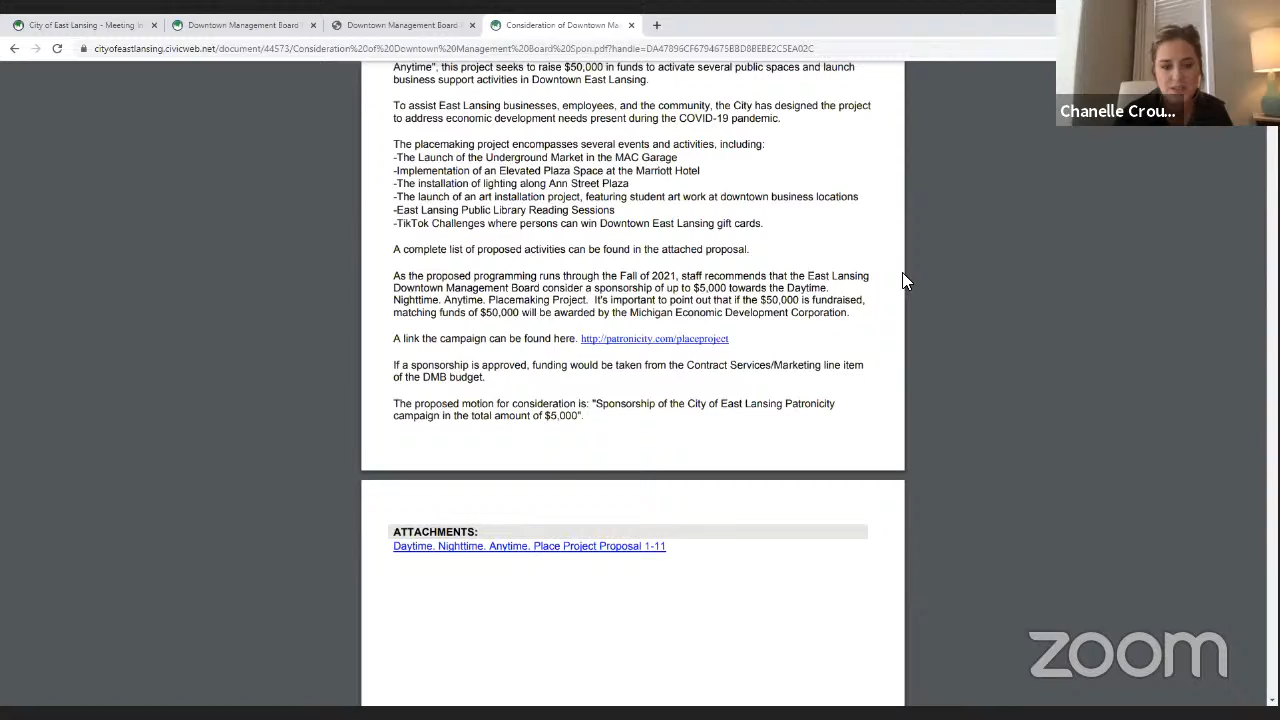 City of East Lansing - Meeting In
Downtown Management Board
Downtown Management Board
Consideration of Downtown Ma
cityofeastlansing.civicweb.net/document/44573/Consideration%20of%20Downtown%20Management%20Board%20Spon.pdf?handle=DA47896CF6794675BBD8BEBE2C5EA02C
Chanelle Crou...
Anytime", this project seeks to raise $50,000 in funds to activate several public spaces and launch
business support activities in Downtown East Lansing.
To assist East Lansing businesses, employees, and the community, the City has designed the project
to address economic development needs present during the COVID-19 pandemic.
The placemaking project encompasses several events and activities, including:
-The Launch of the Underground Market in the MAC Garage
-Implementation of an Elevated Plaza Space at the Marriott Hotel
-The installation of lighting along Ann Street Plaza
-The launch of an art installation project, featuring student art work at downtown business locations
-East Lansing Public Library Reading Sessions
-TikTok Challenges where persons can win Downtown East Lansing gift cards.
A complete list of proposed activities can be found in the attached proposal.
As the proposed programming runs through the Fall of 2021, staff recommends that the East Lansing
Downtown Management Board consider a sponsorship of up to $5,000 towards the Daytime.
Nighttime. Anytime. Placemaking Project. It's important to point out that if the $50,000 is fundraised,
matching funds of $50,000 will be awarded by the Michigan Economic Development Corporation.
A link the campaign can be found here. http://patronicity.com/placeproject
If a sponsorship is approved, funding would be taken from the Contract Services/Marketing line item
of the DMB budget.
The proposed motion for consideration is: "Sponsorship of the City of East Lansing Patronicity
campaign in the total amount of $5,000".
ATTACHMENTS:
Daytime. Nighttime. Anytime. Place Project Proposal 1-11
zoom